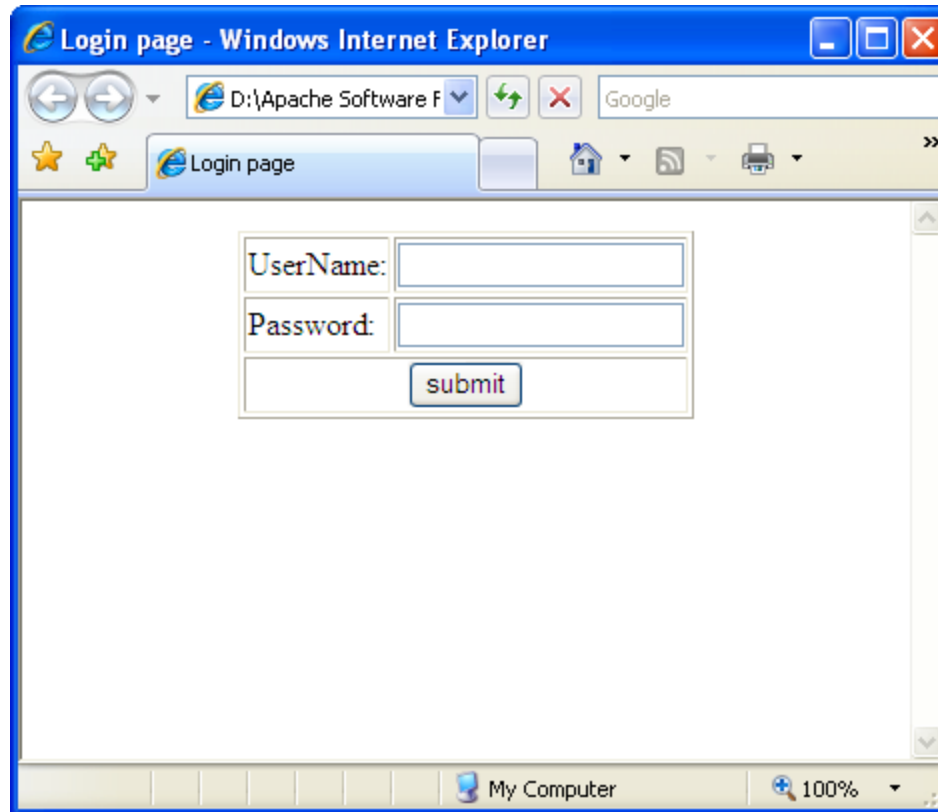 Login page - Windows Internet Explorer
D:\Apache Software F
Google
Login page
»
UserName:
Password:
submit
My Computer
100%